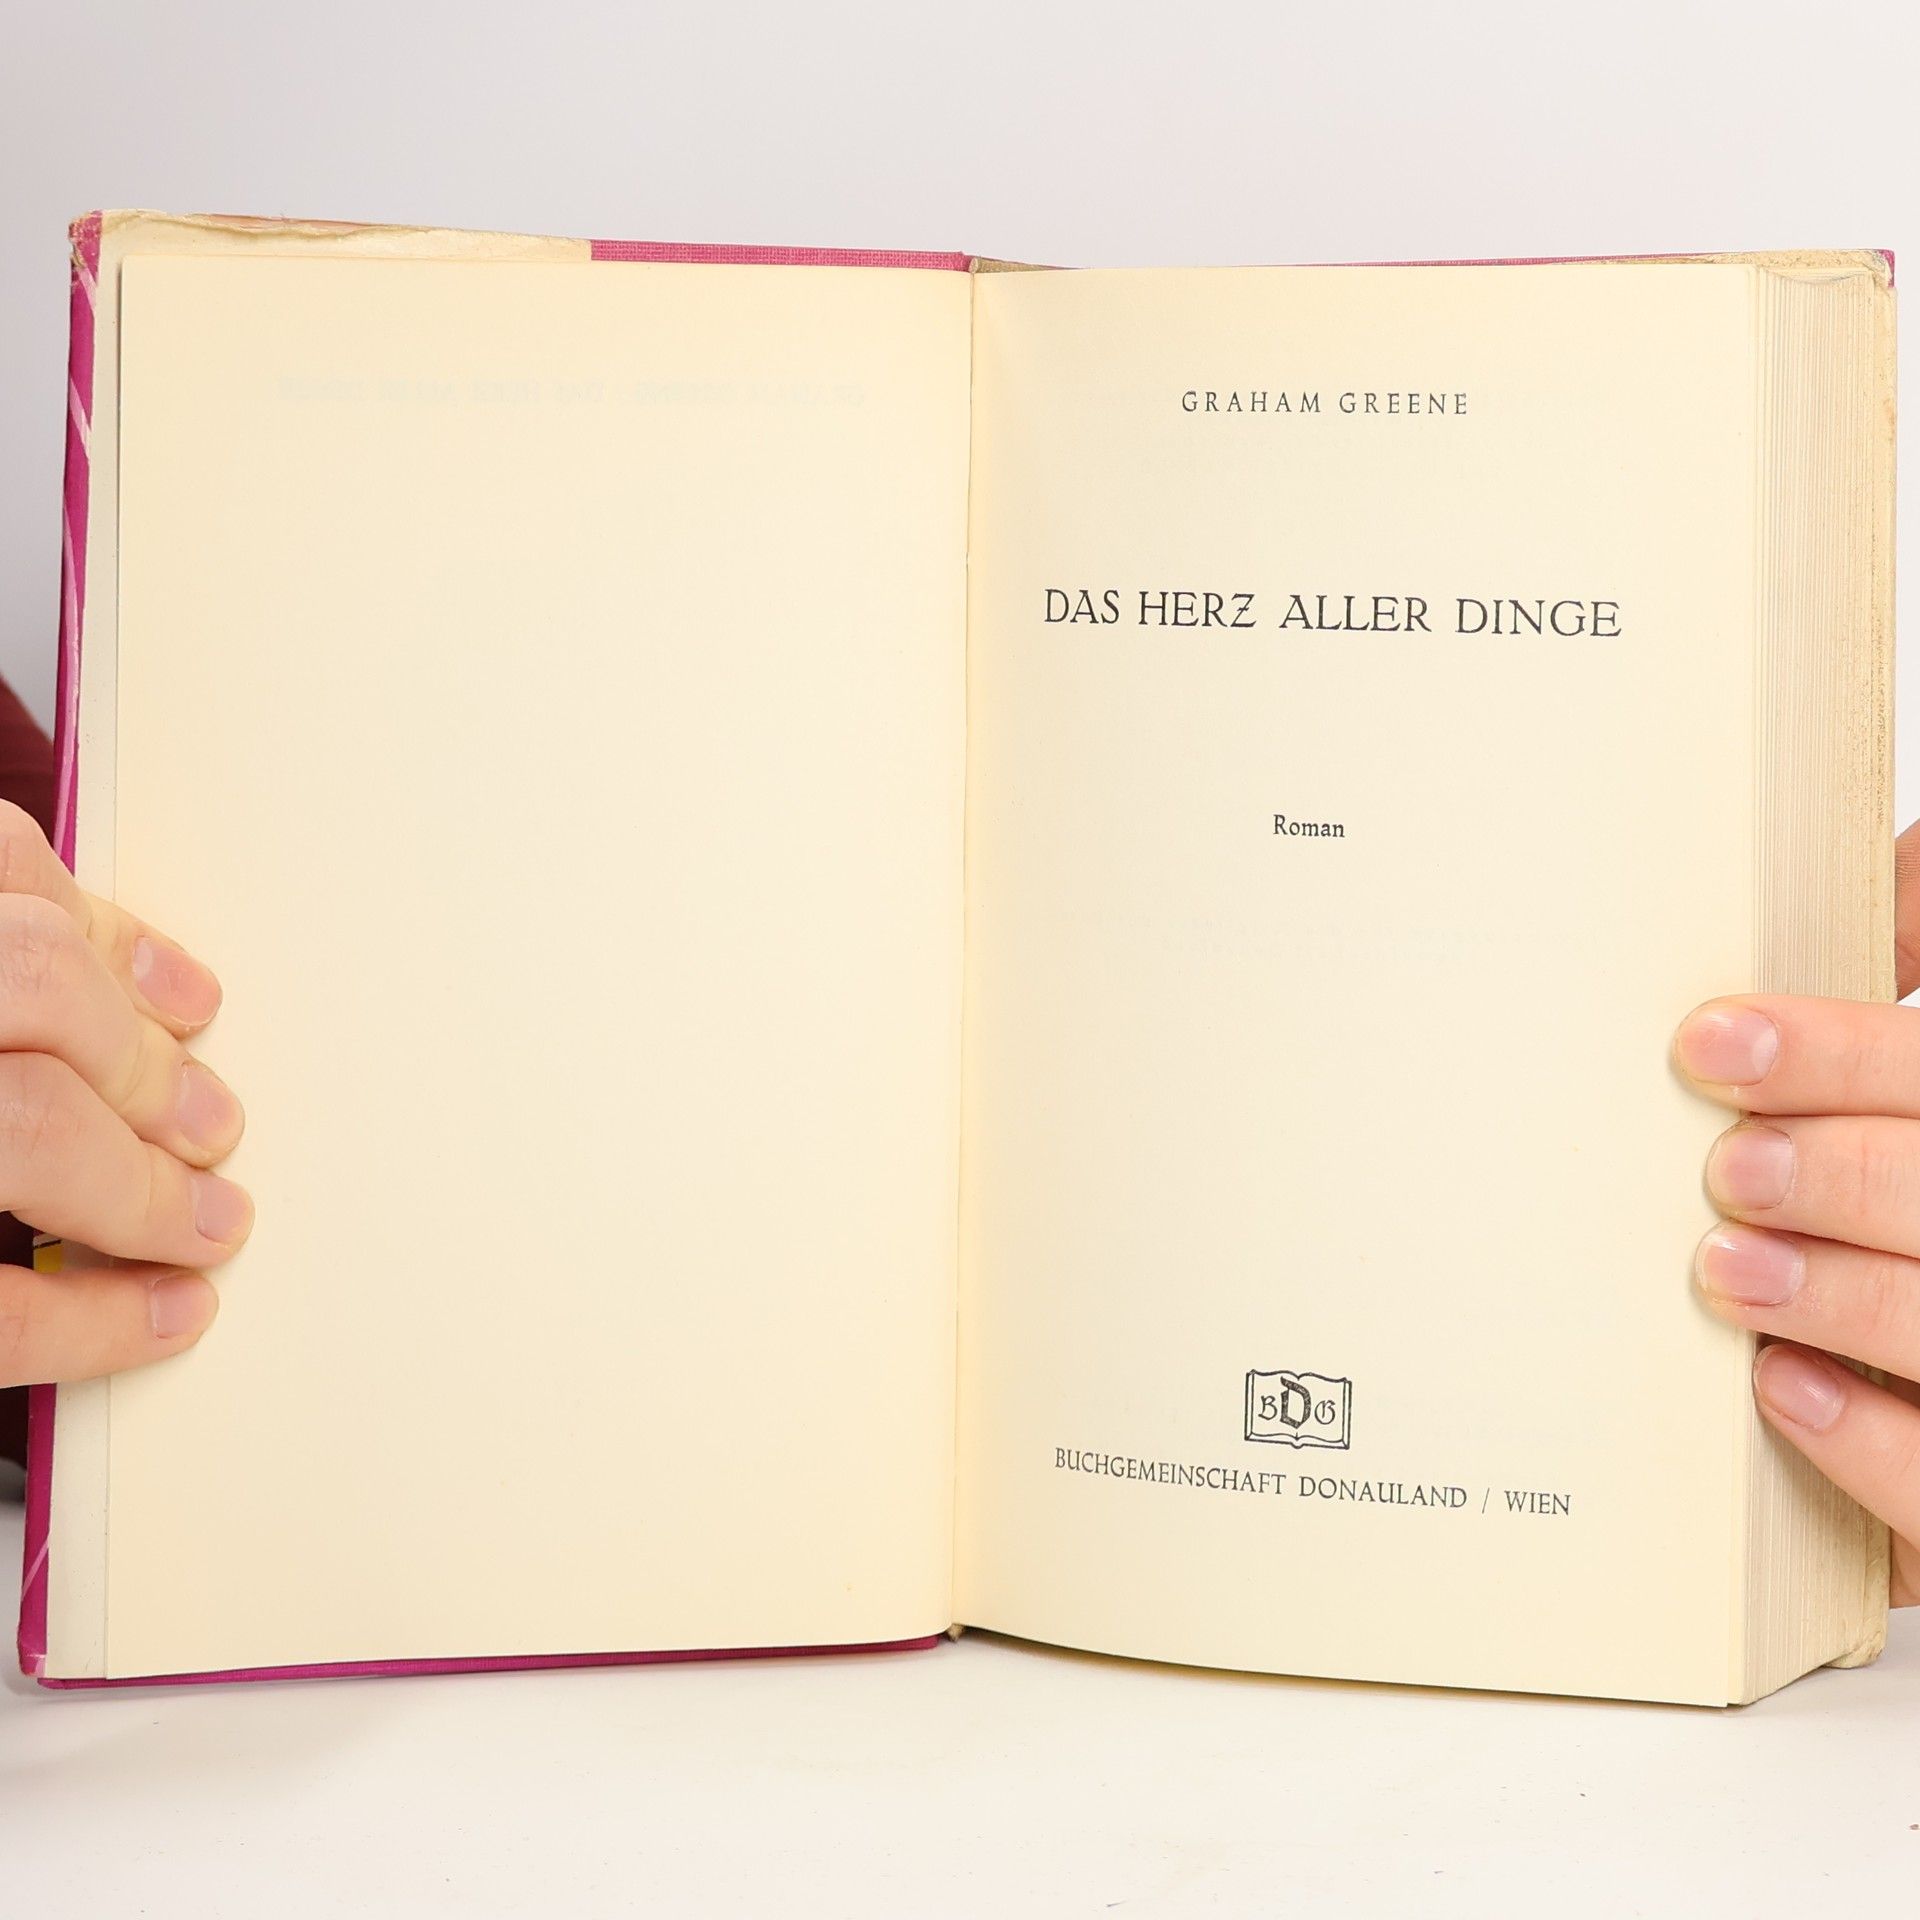 GRAHAM GREENE
DAS HERZ ALLER DINGE
Roman
BDG
BUCHGEMEINSCHAFT DONAULAND / WIEN